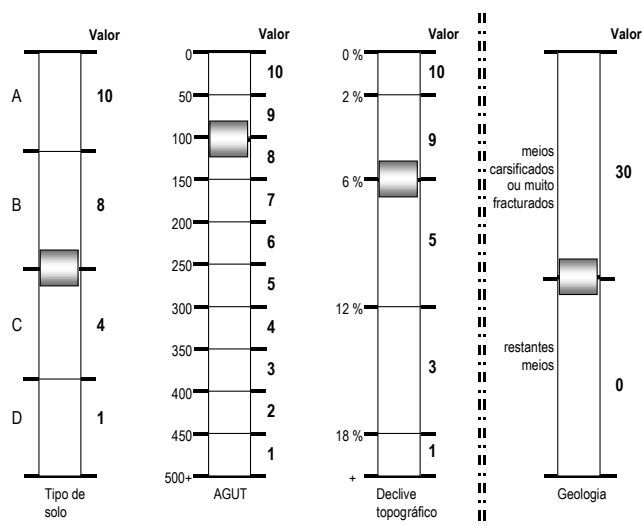 Valor
A
10
B
8
C
4
D
1
Tipo de
solo
Valor
0
10
50
9
100
8
150
7
200
6
250
5
300
4
350
3
400
2
450
1
500+
AGUT
Valor
0 %
10
2 %
9
6 %
5
12 %
3
18 %
1
+
Declive
topográfico
Valor
meios
carsificados
ou muito
fracturados
30
restantes
meios
0
Geologia